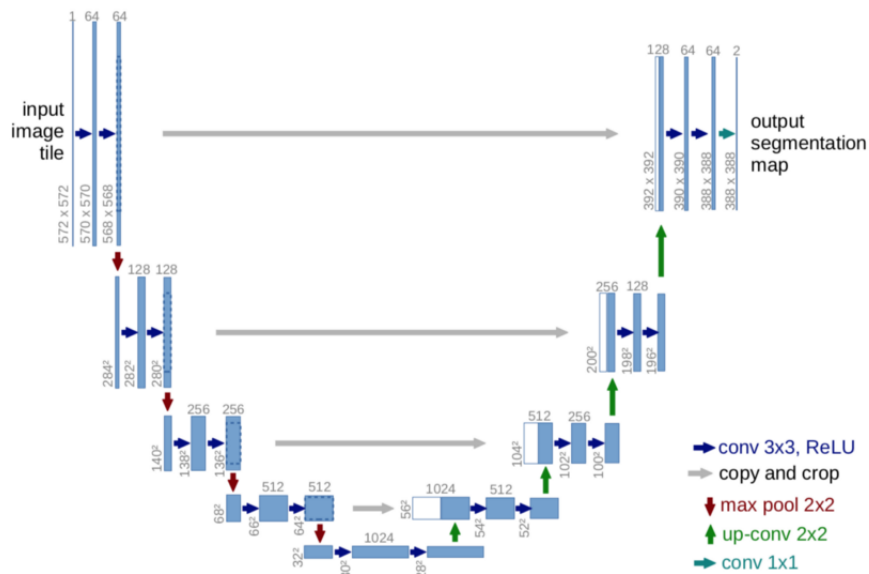 1 64 64
128 64 64 2
input
image
tile
output
segmentation
map
572 x 572
570 x 570
568 x 568
392 x 392
390 x 390
388 x 388
388 x 388
128 128
256 128
284²
282²
280²
200²
198²
196²
256 256
512 256
140²
138²
136²
104²
102²
100²
512 512
1024 512
68²
66²
64²
56²
54²
52²
1024
32²
conv 3x3, ReLU
copy and crop
max pool 2x2
up-conv 2x2
conv 1x1